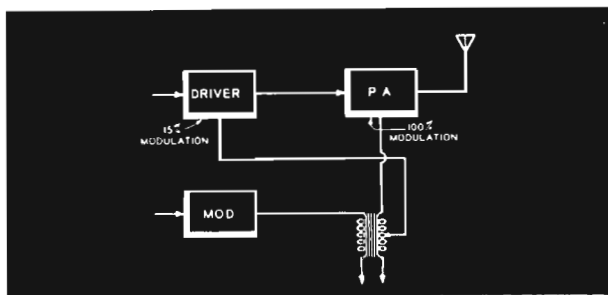 DRIVER
P A
15%
MODULATION
100%
MODULATION
MOD